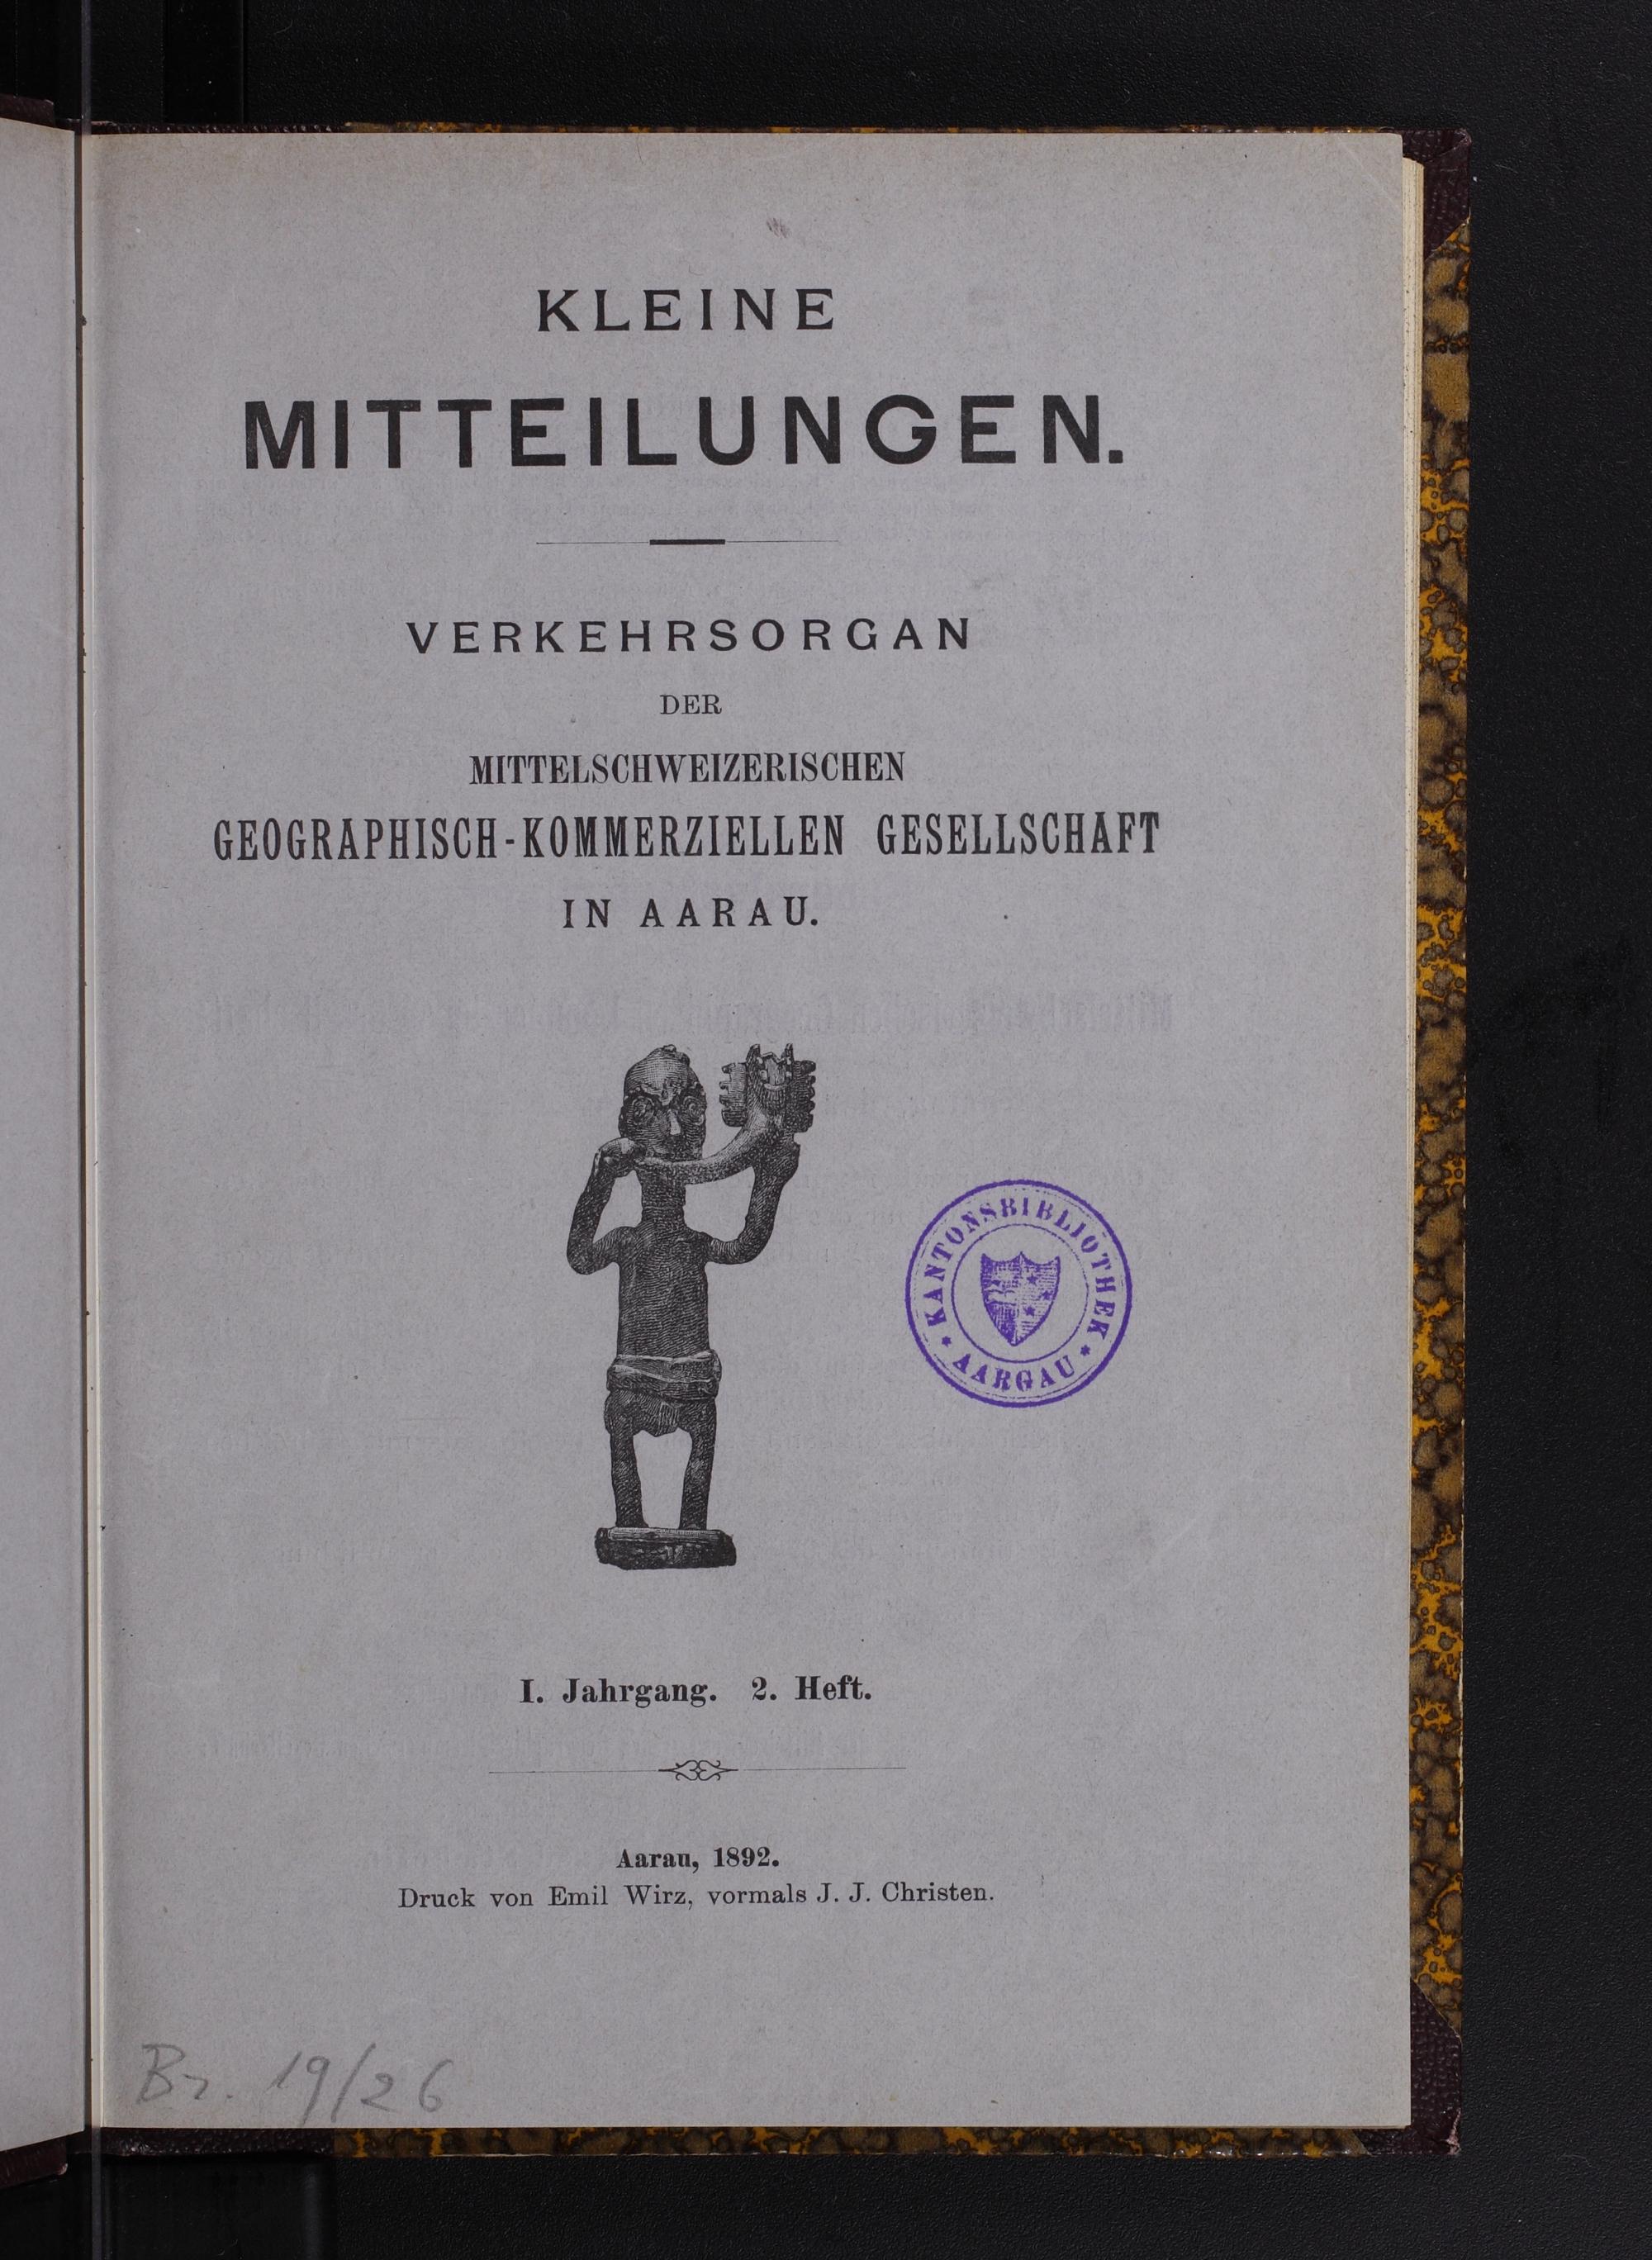 KLEINE
MITTEILUNGEN.
VERKEHRSORGAN
DER
MITTELSCHWEIZERISCHEN
GEOGRAPHISCH-KOMMERZIELLEN GESELLSCHAFT
IN AARAU.
KANTONSBIBLIOTHEK
* AARGAU *
I. Jahrgang. 2. Heft.
Aarau, 1892.
Druck von Emil Wirz, vormals J. J. Christen.
Br. 19/26